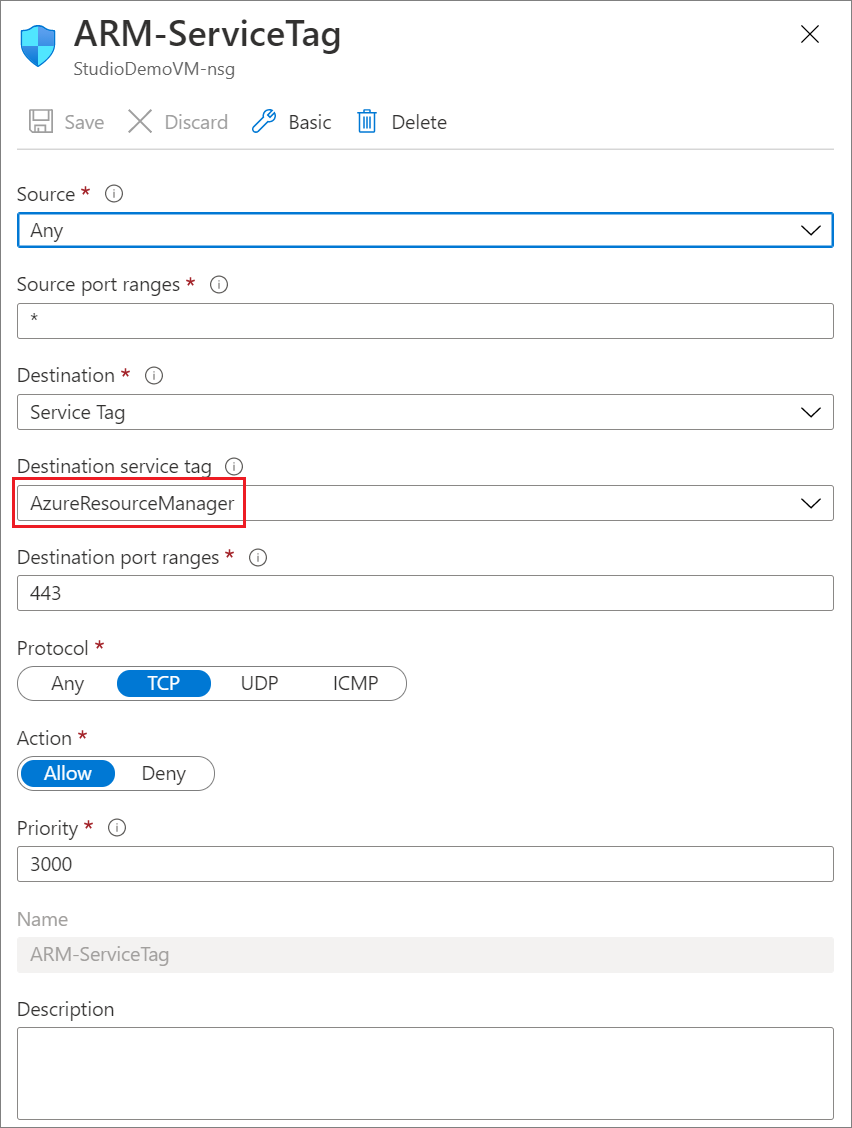 ARM-ServiceTag
StudioDemoVM-nsg
Save Discard Basic Delete
Source *
Any
Source port ranges *
*
Destination *
Service Tag
Destination service tag
AzureResourceManager
Destination port ranges *
443
Protocol *
Any TCP UDP ICMP
Action *
Allow Deny
Priority *
3000
Name
ARM-ServiceTag
Description